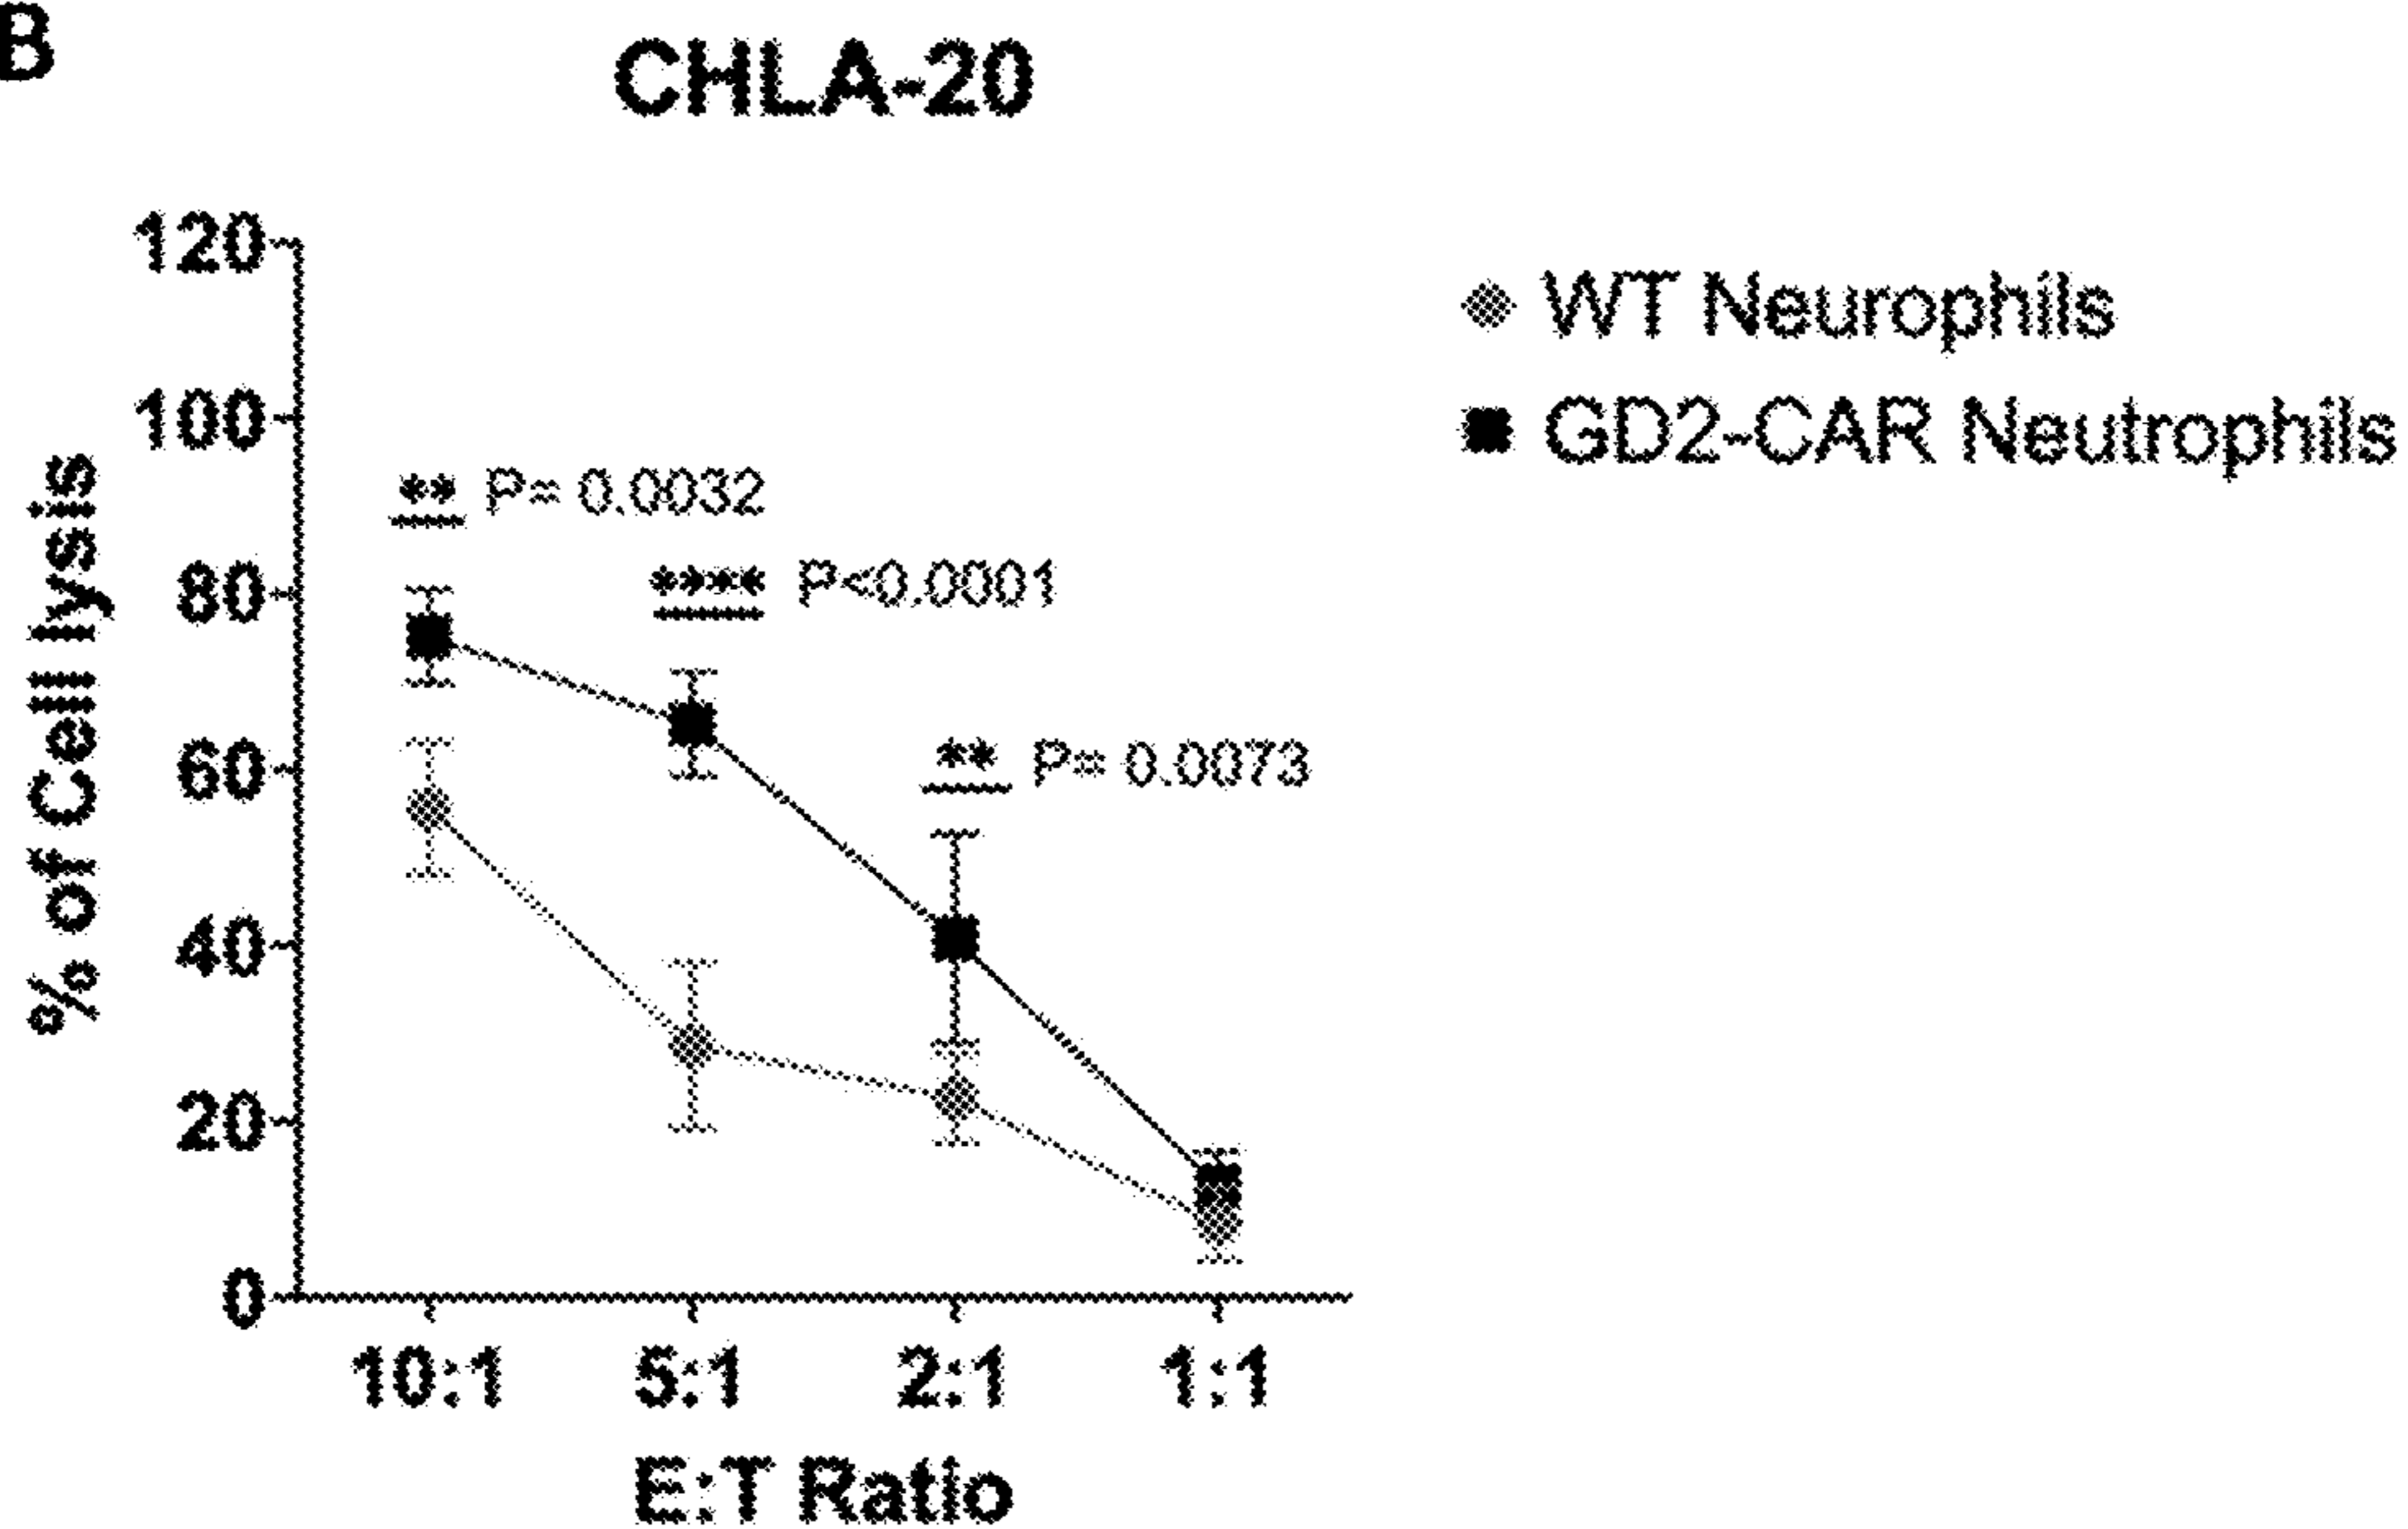 B
CHLA-20
120
100
80
60
40
20
0
% of Cell lysis
** P= 0.0032
**** P<0.0001
** P= 0.0073
10:1 5:1 2:1 1:1
E:T Ratio
WT Neurophils
GD2-CAR Neutrophils